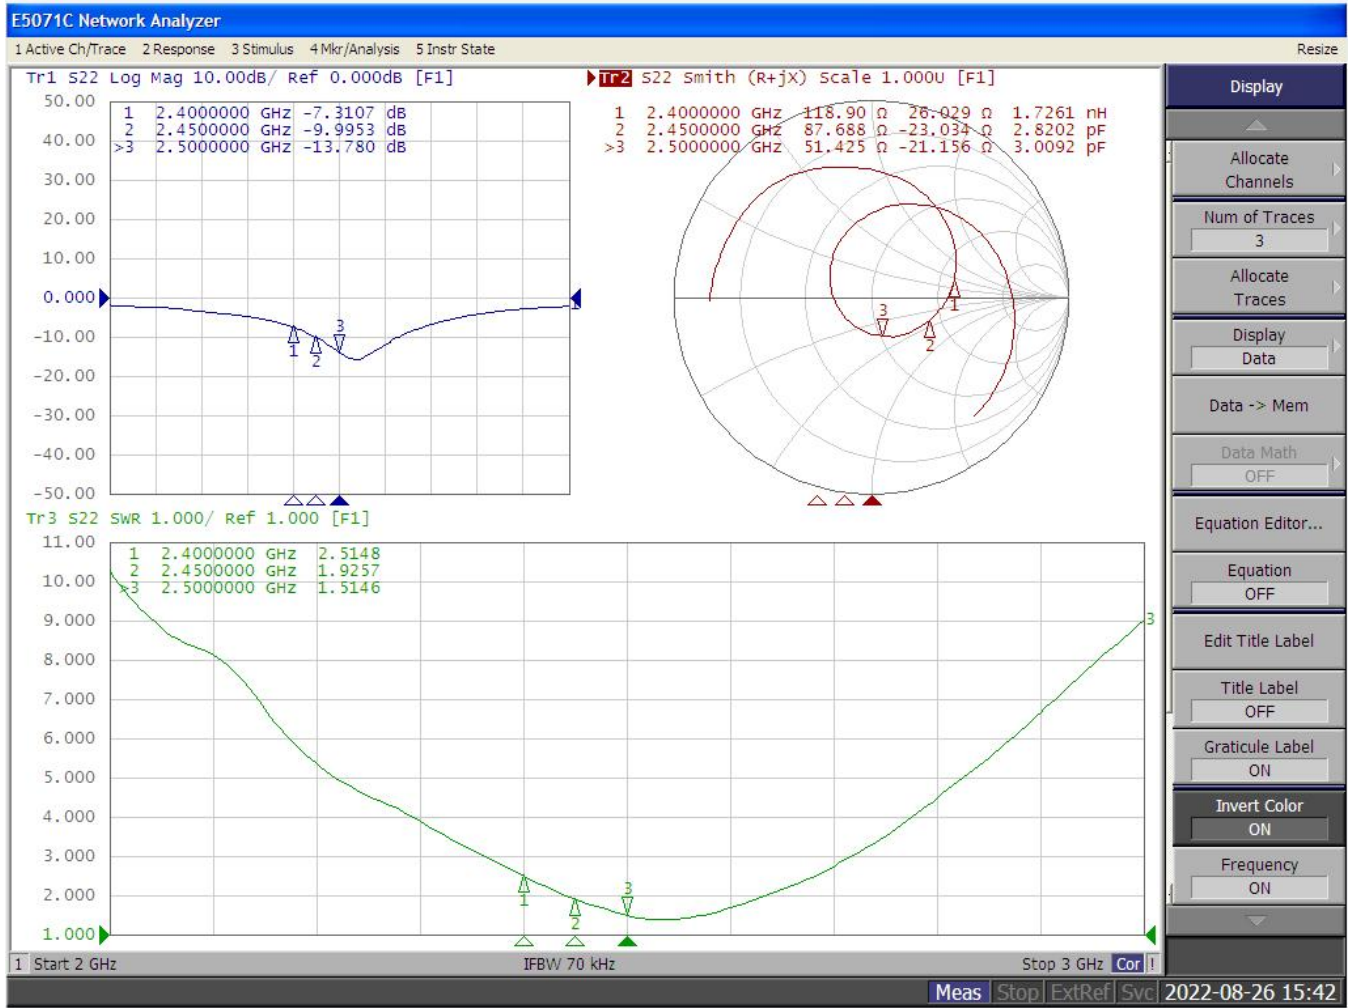 E5071C Network Analyzer
1 Active Ch/Trace 2 Response 3 Stimulus 4 Mkr/Analysis 5 Instr State Resize
Tr1 S22 Log Mag 10.00dB/ Ref 0.000dB [F1]
50.00
40.00
30.00
20.00
10.00
0.000
-10.00
-20.00
-30.00
-40.00
-50.00
1 2.4000000 GHz -7.3107 dB
2 2.4500000 GHz -9.9953 dB
>3 2.5000000 GHz -13.780 dB
1
2
3
1
Tr2 S22 Smith (R+jX) Scale 1.000U [F1]
1 2.4000000 GHz 118.90 Ω 26.029 Ω 1.7261 nH
2 2.4500000 GHz 87.688 Ω -23.034 Ω 2.8202 pF
>3 2.5000000 GHz 51.425 Ω -21.156 Ω 3.0092 pF
3
1
2
Tr3 S22 SWR 1.000/ Ref 1.000 [F1]
11.00
10.00
9.000
8.000
7.000
6.000
5.000
4.000
3.000
2.000
1.000
1 2.4000000 GHz 2.5148
2 2.4500000 GHz 1.9257
>3 2.5000000 GHz 1.5146
1
2
3
3
1 Start 2 GHz IFBW 70 kHz Stop 3 GHz Cor !
Display
Allocate
Channels
Num of Traces
3
Allocate
Traces
Display
Data
Data -> Mem
Data Math
OFF
Equation Editor...
Equation
OFF
Edit Title Label
Title Label
OFF
Graticule Label
ON
Invert Color
ON
Frequency
ON
Meas Stop ExtRef Svc 2022-08-26 15:42